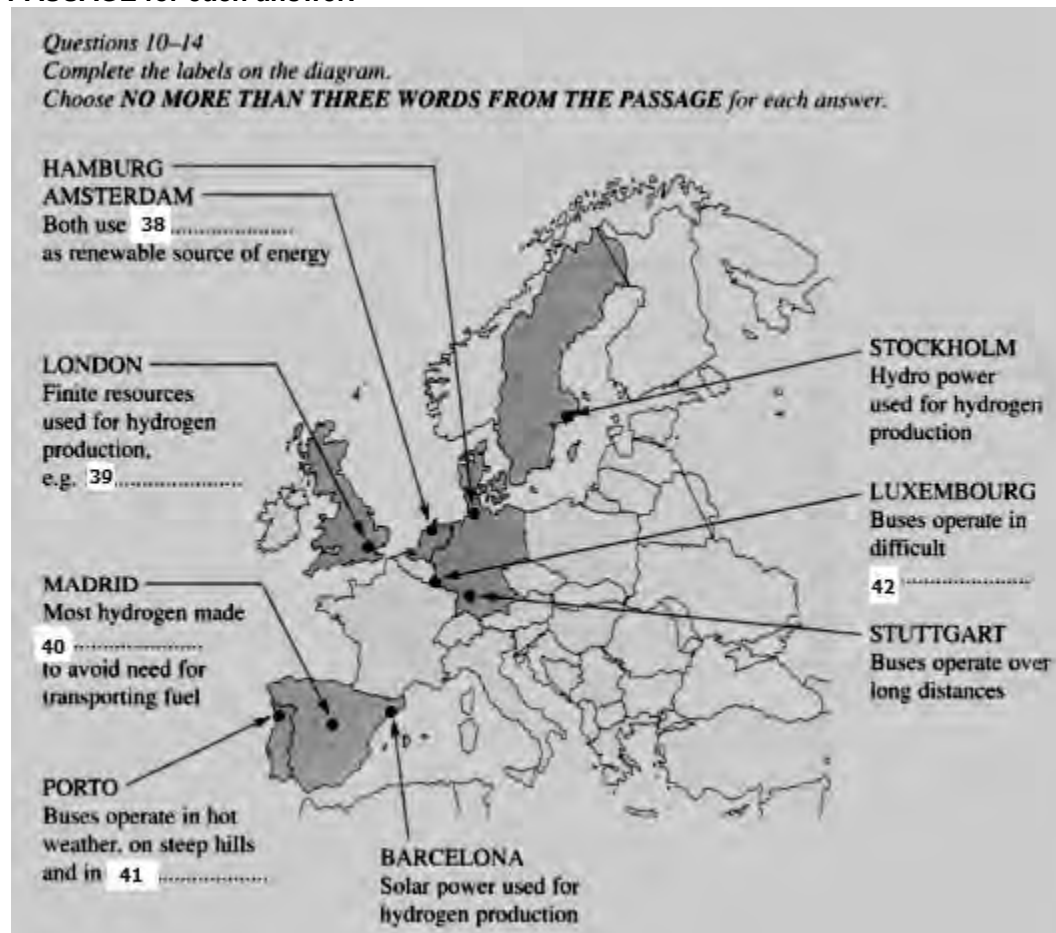 PASSAGE for each answer.
Questions 10–14
Complete the labels on the diagram.
Choose NO MORE THAN THREE WORDS FROM THE PASSAGE for each answer.
HAMBURG
AMSTERDAM
Both use 38 ....................
as renewable source of energy
LONDON
Finite resources
used for hydrogen
production,
e.g. 39 ....................
MADRID
Most hydrogen made
40 ....................
to avoid need for
transporting fuel
PORTO
Buses operate in hot
weather, on steep hills
and in 41 ....................
BARCELONA
Solar power used for
hydrogen production
STOCKHOLM
Hydro power
used for hydrogen
production
LUXEMBOURG
Buses operate in
difficult
42 ....................
STUTTGART
Buses operate over
long distances